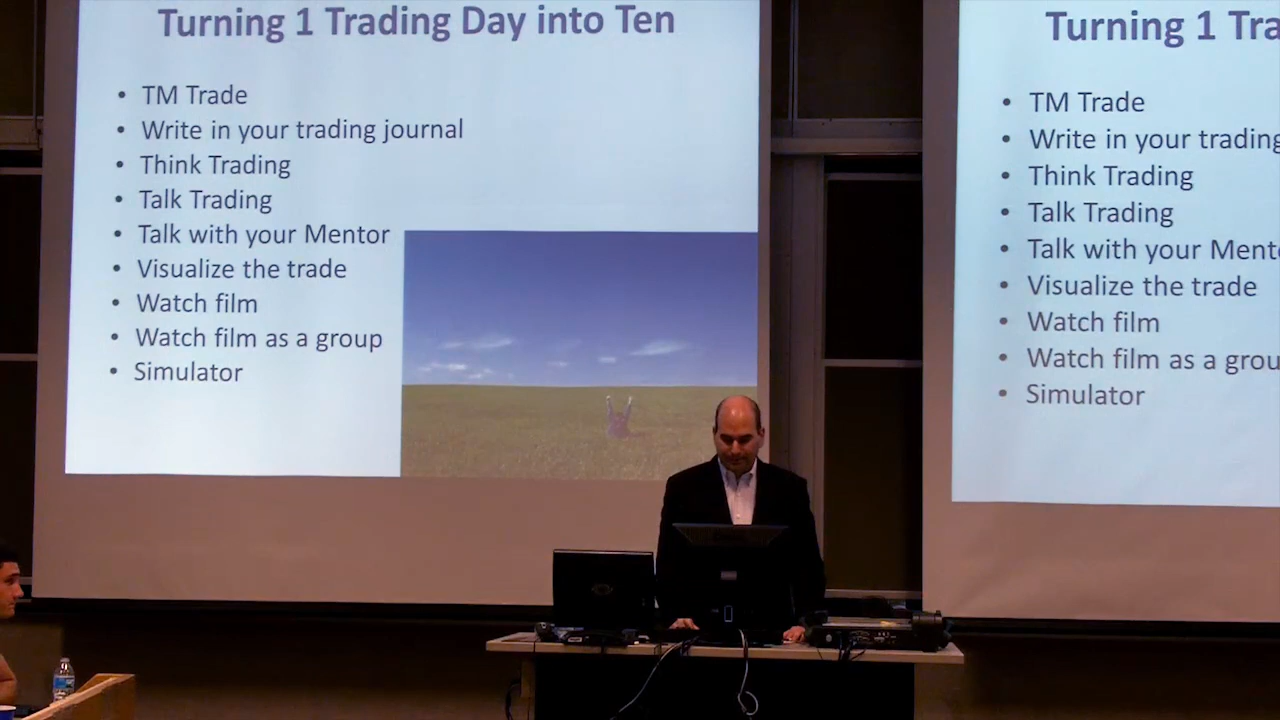 Turning 1 Trading Day into Ten
• TM Trade
• Write in your trading journal
• Think Trading
• Talk Trading
• Talk with your Mentor
• Visualize the trade
• Watch film
• Watch film as a group
• Simulator
Turning 1 Tra
• TM Trade
• Write in your trading
• Think Trading
• Talk Trading
• Talk with your Mento
• Visualize the trade
• Watch film
• Watch film as a grou
• Simulator